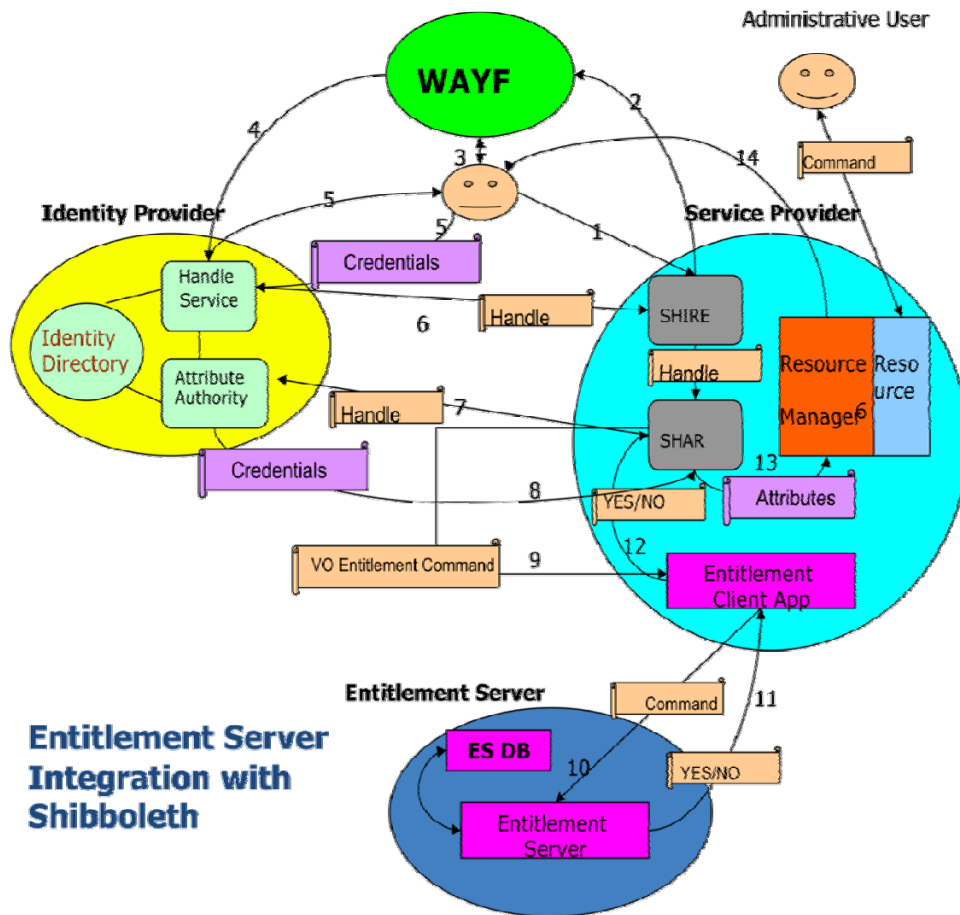 Administrative User
WAYF
2
4
3
14
Command
5
Identity Provider
5
1
Service Provider
Credentials
Handle
Service
6
Handle
SHIRE
Identity
Directory
Handle
Resource
Manager
6
Reso
urce
Attribute
Authority
Handle
7
SHAR
13
Credentials
8
YES/NO
Attributes
VO Entitlement Command
9
12
Entitlement
Client App
Entitlement Server
Command
11
Entitlement Server
Integration with
Shibboleth
ES DB
10
YES/NO
Entitlement
Server